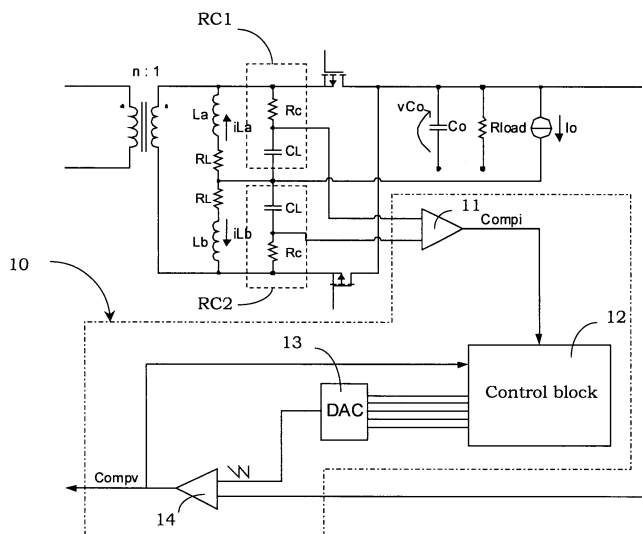 RC1
n : 1
La
iLa
Rc
CL
RL
vCo
Co
Rload
Io
RL
CL
Lb
iLb
Rc
11
Compi
10
RC2
12
13
DAC
Control block
Compv
14